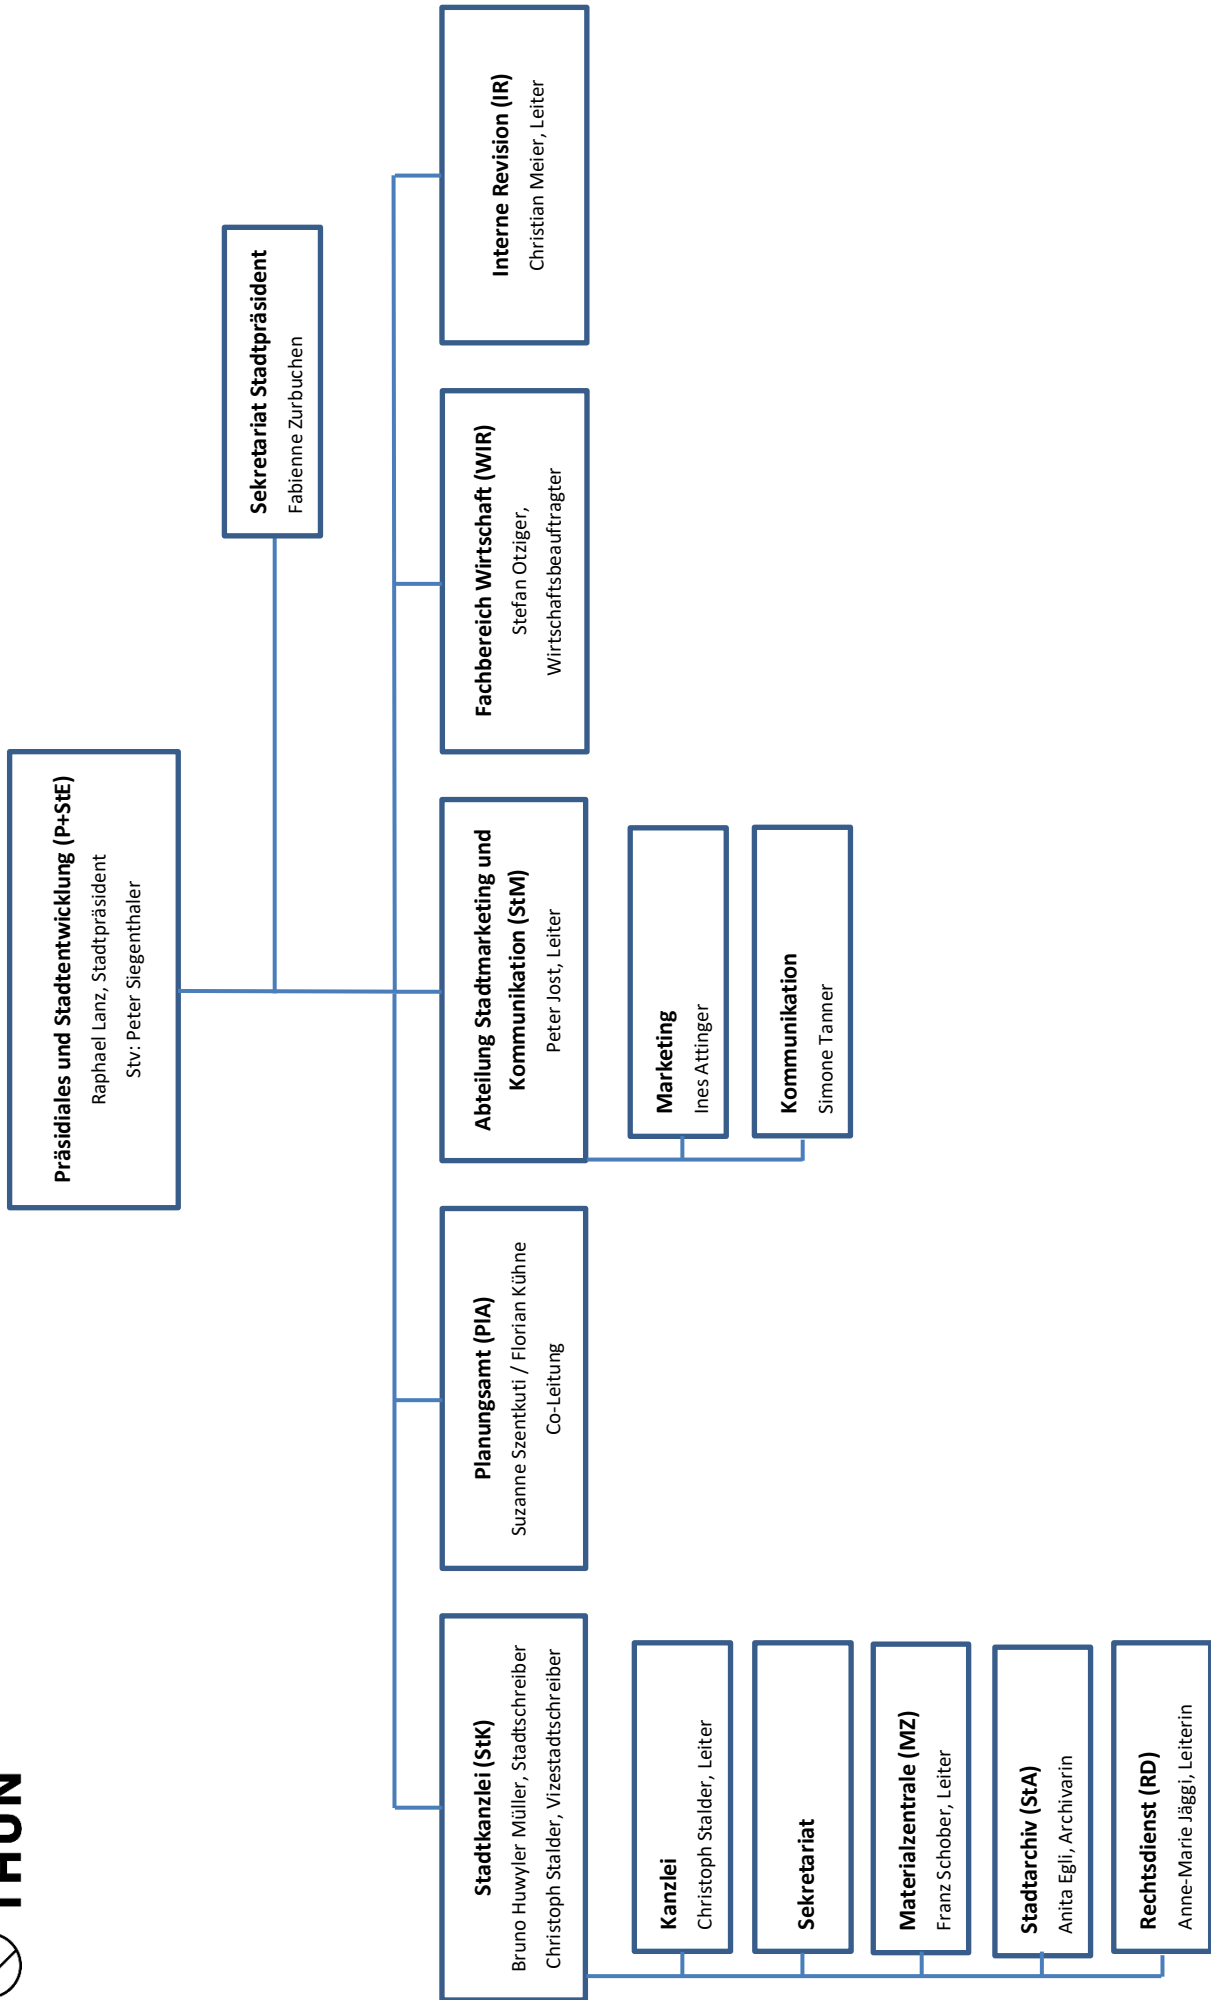 THUN
Präsidiales und Stadtentwicklung (P+StE)
Raphael Lanz, Stadtpräsident
Stv: Peter Siegenthaler
Sekretariat Stadtpräsident
Fabienne Zurbuchen
Stadtkanzlei (StK)
Bruno Huwyler Müller, Stadtschreiber
Christoph Stalder, Vizestadtschreiber
Kanzlei
Christoph Stalder, Leiter
Sekretariat
Materialzentrale (MZ)
Franz Schober, Leiter
Stadtarchiv (StA)
Anita Egli, Archivarin
Rechtsdienst (RD)
Anne-Marie Jäggi, Leiterin
Planungsamt (PlA)
Suzanne Szentkuti / Florian Kühne
Co-Leitung
Abteilung Stadtmarketing und
Kommunikation (StM)
Peter Jost, Leiter
Marketing
Ines Attinger
Kommunikation
Simone Tanner
Fachbereich Wirtschaft (WIR)
Stefan Otziger,
Wirtschaftsbeauftragter
Interne Revision (IR)
Christian Meier, Leiter